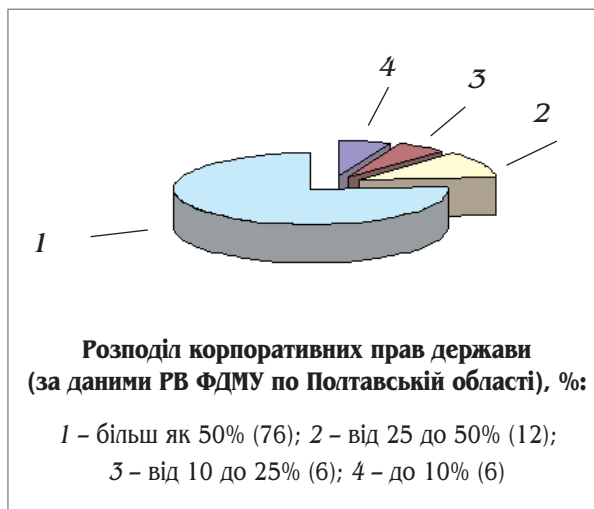 4
3
2
1
Розподіл корпоративних прав держави
(за даними РВ ФДМУ по Полтавській області), %:
1 – більш як 50% (76); 2 – від 25 до 50% (12);
3 – від 10 до 25% (6); 4 – до 10% (6)